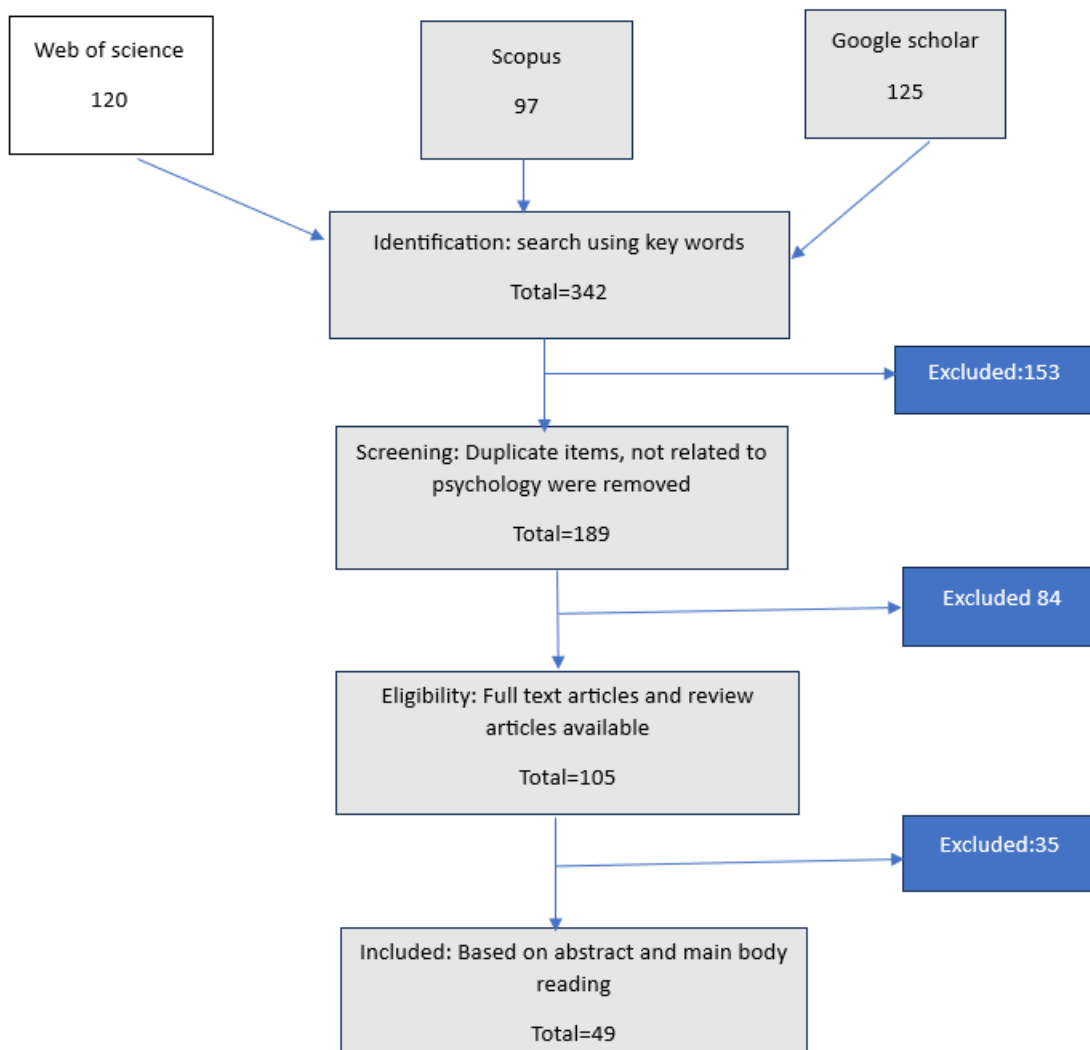 Web of science
120
Scopus
97
Google scholar
125
Identification: search using key words
Total=342
Excluded:153
Screening: Duplicate items, not related to
psychology were removed
Total=189
Excluded 84
Eligibility: Full text articles and review
articles available
Total=105
Excluded:35
Included: Based on abstract and main body
reading
Total=49